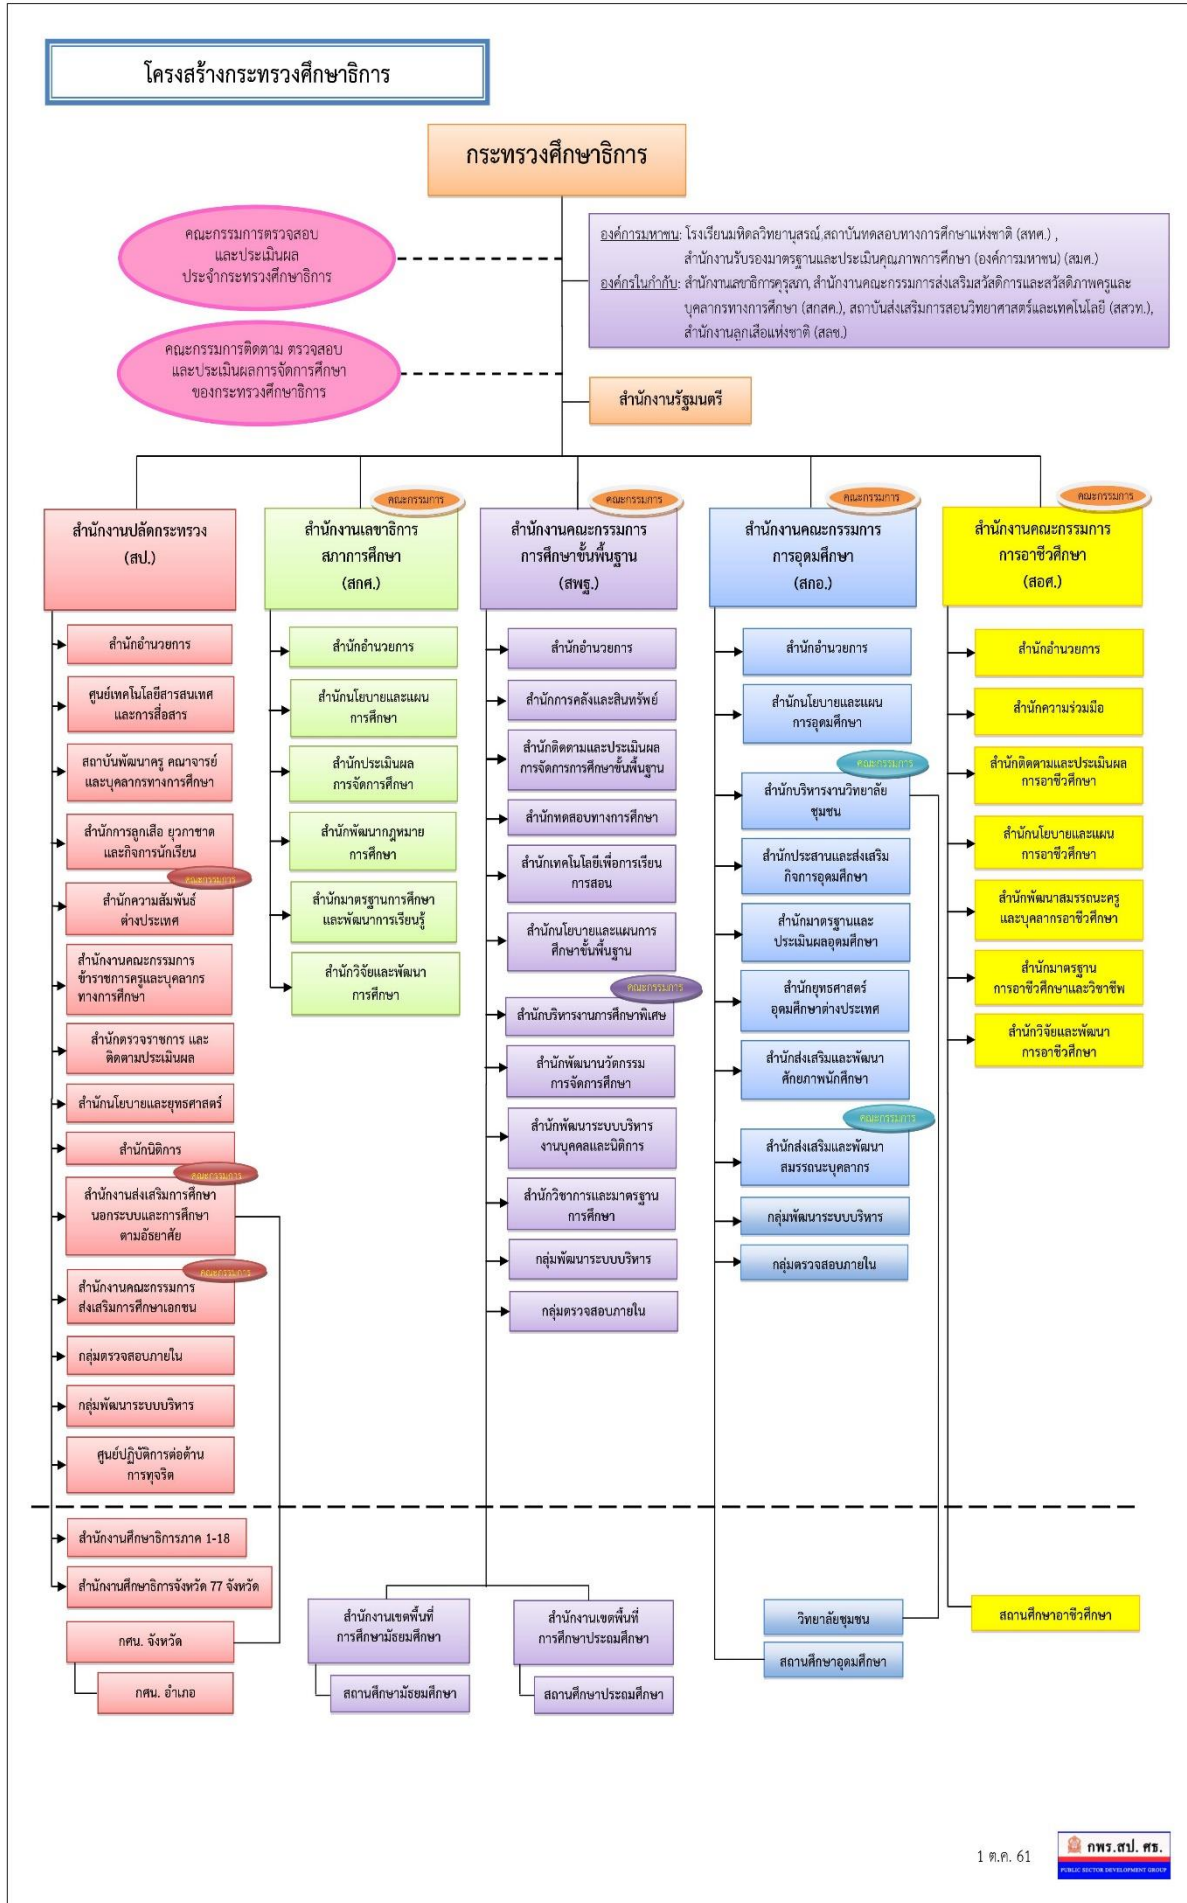 โครงสร้างกระทรวงศึกษาธิการ
กระทรวงศึกษาธิการ
คณะกรรมการตรวจสอบ
และประเมินผล
ประจำกระทรวงศึกษาธิการ
องค์การมหาชน: โรงเรียนมหิดลวิทยานุสรณ์,สถาบันทดสอบทางการศึกษาแห่งชาติ (สทศ.) ,
สำนักงานรับรองมาตรฐานและประเมินคุณภาพการศึกษา (องค์การมหาชน) (สมศ.)
องค์กรในกำกับ: สำนักงานเลขาธิการคุรุสภา, สำนักงานคณะกรรมการส่งเสริมสวัสดิการและสวัสดิภาพครูและ
บุคลากรทางการศึกษา (สกสค.), สถาบันส่งเสริมการสอนวิทยาศาสตร์และเทคโนโลยี (สสวท.),
สำนักงานลูกเสือแห่งชาติ (สลช.)
คณะกรรมการติดตาม ตรวจสอบ
และประเมินผลการจัดการศึกษา
ของกระทรวงศึกษาธิการ
สำนักงานรัฐมนตรี
สำนักงานปลัดกระทรวง
(สป.)
สำนักอำนวยการ
ศูนย์เทคโนโลยีสารสนเทศ
และการสื่อสาร
สถาบันพัฒนาครู คณาจารย์
และบุคลากรทางการศึกษา
สำนักการลูกเสือ ยุวกาชาด
และกิจการนักเรียน
คณะกรรมการ
สำนักความสัมพันธ์
ต่างประเทศ
สำนักงานคณะกรรมการ
ข้าราชการครูและบุคลากร
ทางการศึกษา
สำนักตรวจราชการ และ
ติดตามประเมินผล
สำนักนโยบายและยุทธศาสตร์
สำนักนิติการ
คณะกรรมการ
สำนักงานส่งเสริมการศึกษา
นอกระบบและการศึกษา
ตามอัธยาศัย
คณะกรรมการ
สำนักงานคณะกรรมการ
ส่งเสริมการศึกษาเอกชน
กลุ่มตรวจสอบภายใน
กลุ่มพัฒนาระบบบริหาร
ศูนย์ปฏิบัติการต่อต้าน
การทุจริต
สำนักงานศึกษาธิการภาค 1-18
สำนักงานศึกษาธิการจังหวัด 77 จังหวัด
กศน. จังหวัด
กศน. อำเภอ
คณะกรรมการ
สำนักงานเลขาธิการ
สภาการศึกษา
(สกศ.)
สำนักอำนวยการ
สำนักนโยบายและแผน
การศึกษา
สำนักประเมินผล
การจัดการศึกษา
สำนักพัฒนากฎหมาย
การศึกษา
สำนักมาตรฐานการศึกษา
และพัฒนาการเรียนรู้
สำนักวิจัยและพัฒนา
การศึกษา
คณะกรรมการ
สำนักงานคณะกรรมการ
การศึกษาขั้นพื้นฐาน
(สพฐ.)
สำนักอำนวยการ
สำนักการคลังและสินทรัพย์
สำนักติดตามและประเมินผล
การจัดการการศึกษาขั้นพื้นฐาน
สำนักทดสอบทางการศึกษา
สำนักเทคโนโลยีเพื่อการเรียน
การสอน
สำนักนโยบายและแผนการ
ศึกษาขั้นพื้นฐาน
คณะกรรมการ
สำนักบริหารงานการศึกษาพิเศษ
สำนักพัฒนานวัตกรรม
การจัดการศึกษา
สำนักพัฒนาระบบบริหาร
งานบุคคลและนิติการ
สำนักวิชาการและมาตรฐาน
การศึกษา
กลุ่มพัฒนาระบบบริหาร
กลุ่มตรวจสอบภายใน
สำนักงานเขตพื้นที่
การศึกษามัธยมศึกษา
สถานศึกษามัธยมศึกษา
สำนักงานเขตพื้นที่
การศึกษาประถมศึกษา
สถานศึกษาประถมศึกษา
คณะกรรมการ
สำนักงานคณะกรรมการ
การอุดมศึกษา
(สกอ.)
สำนักอำนวยการ
สำนักนโยบายและแผน
การอุดมศึกษา
คณะกรรมการ
สำนักบริหารงานวิทยาลัย
ชุมชน
สำนักประสานและส่งเสริม
กิจการอุดมศึกษา
สำนักมาตรฐานและ
ประเมินผลอุดมศึกษา
สำนักยุทธศาสตร์
อุดมศึกษาต่างประเทศ
สำนักส่งเสริมและพัฒนา
ศักยภาพนักศึกษา
คณะกรรมการ
สำนักส่งเสริมและพัฒนา
สมรรถนะบุคลากร
กลุ่มพัฒนาระบบบริหาร
กลุ่มตรวจสอบภายใน
วิทยาลัยชุมชน
สถานศึกษาอุดมศึกษา
คณะกรรมการ
สำนักงานคณะกรรมการ
การอาชีวศึกษา
(สอศ.)
สำนักอำนวยการ
สำนักความร่วมมือ
สำนักติดตามและประเมินผล
การอาชีวศึกษา
สำนักนโยบายและแผน
การอาชีวศึกษา
สำนักพัฒนาสมรรถนะครู
และบุคลากรอาชีวศึกษา
สำนักมาตรฐาน
การอาชีวศึกษาและวิชาชีพ
สำนักวิจัยและพัฒนา
การอาชีวศึกษา
สถานศึกษาอาชีวศึกษา
1 ต.ค. 61
กพร.สป. ศธ.
PUBLIC SECTOR DEVELOPMENT GROUP